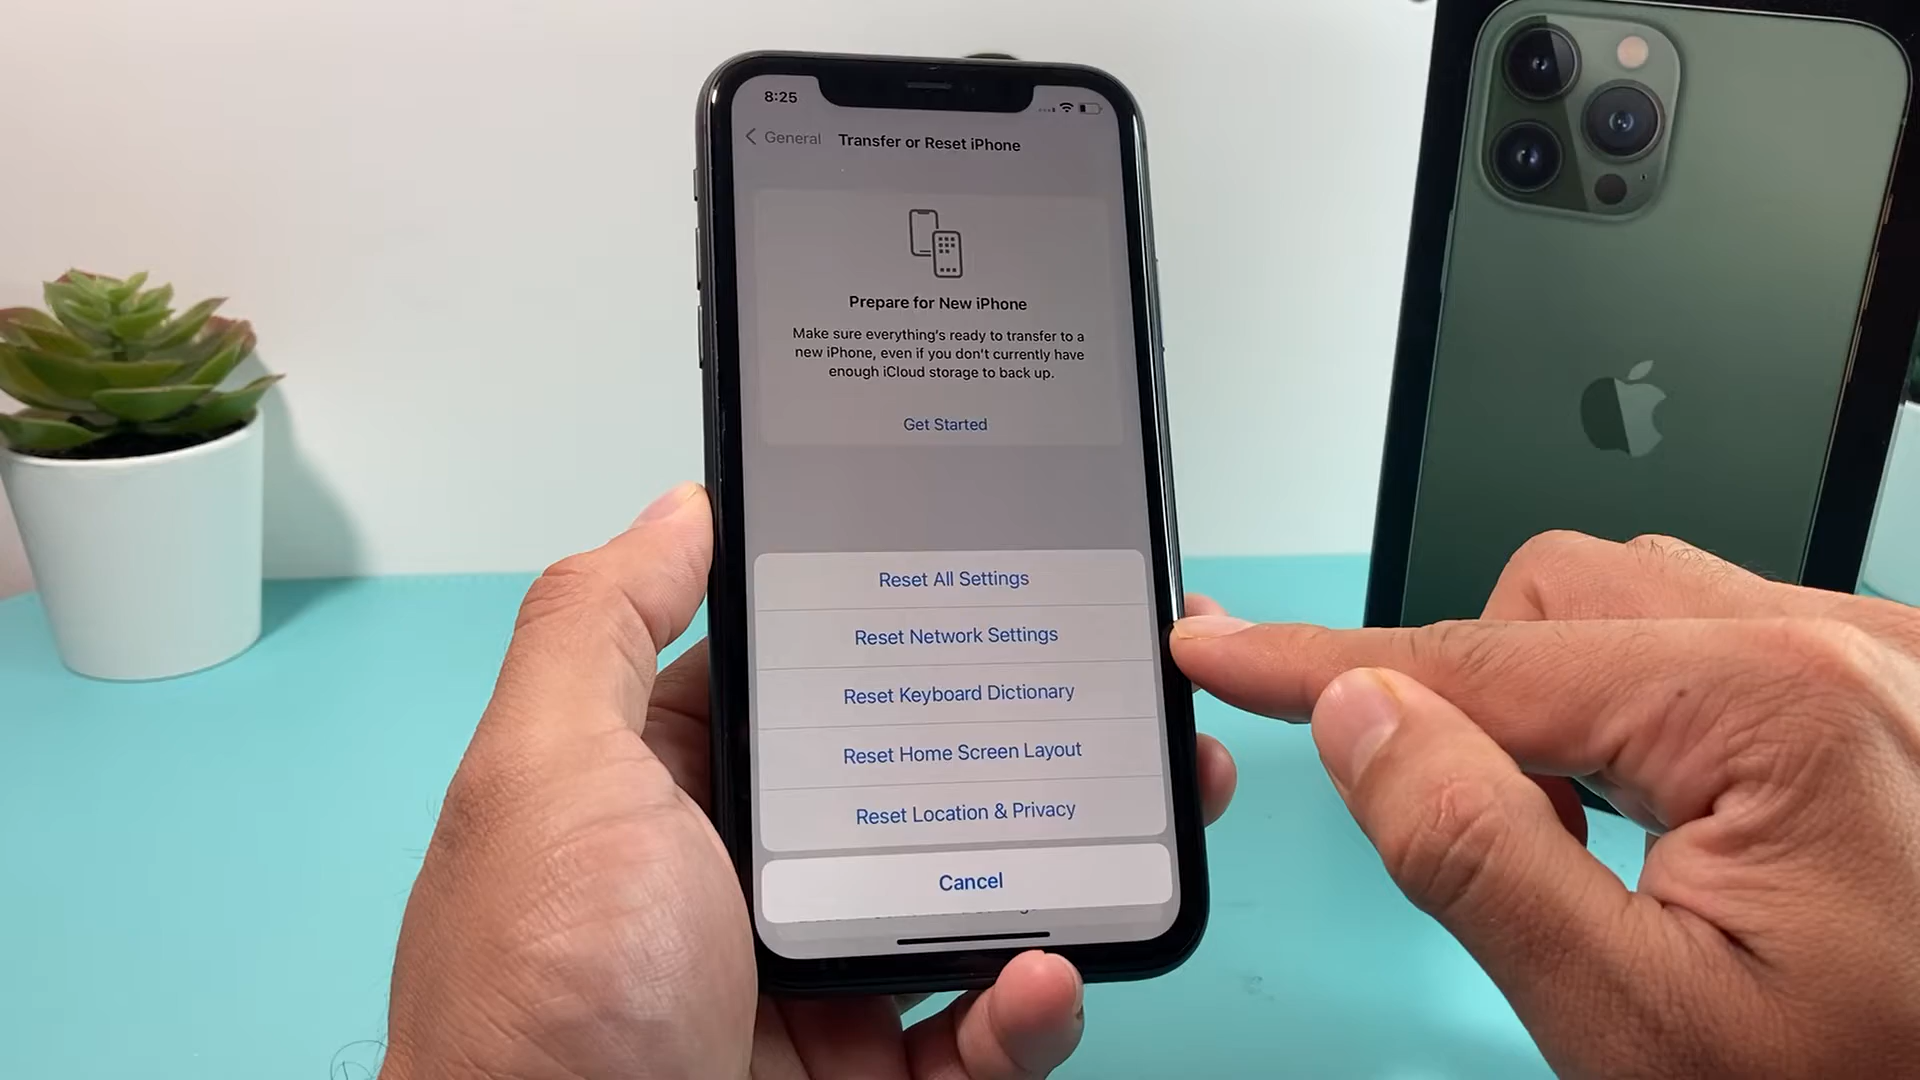 8:25
General
Transfer or Reset iPhone
Prepare for New iPhone
Make sure everything's ready to transfer to a
new iPhone, even if you don't currently have
enough iCloud storage to back up.
Get Started
Reset All Settings
Reset Network Settings
Reset Keyboard Dictionary
Reset Home Screen Layout
Reset Location & Privacy
Cancel